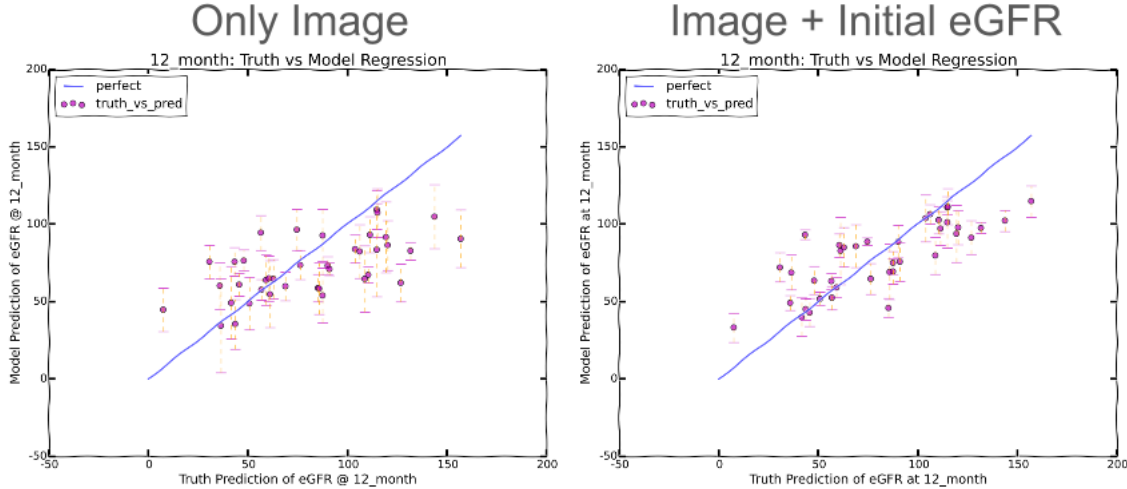 Only Image
12_month: Truth vs Model Regression
perfect
truth_vs_pred
200
150
100
50
0
-50
Model Prediction of eGFR @ 12_month
-50 0 50 100 150 200
Truth Prediction of eGFR @ 12_month
Image + Initial eGFR
12_month: Truth vs Model Regression
perfect
truth_vs_pred
200
150
100
50
0
-50
Model Prediction of eGFR at 12_month
-50 0 50 100 150 200
Truth Prediction of eGFR at 12_month